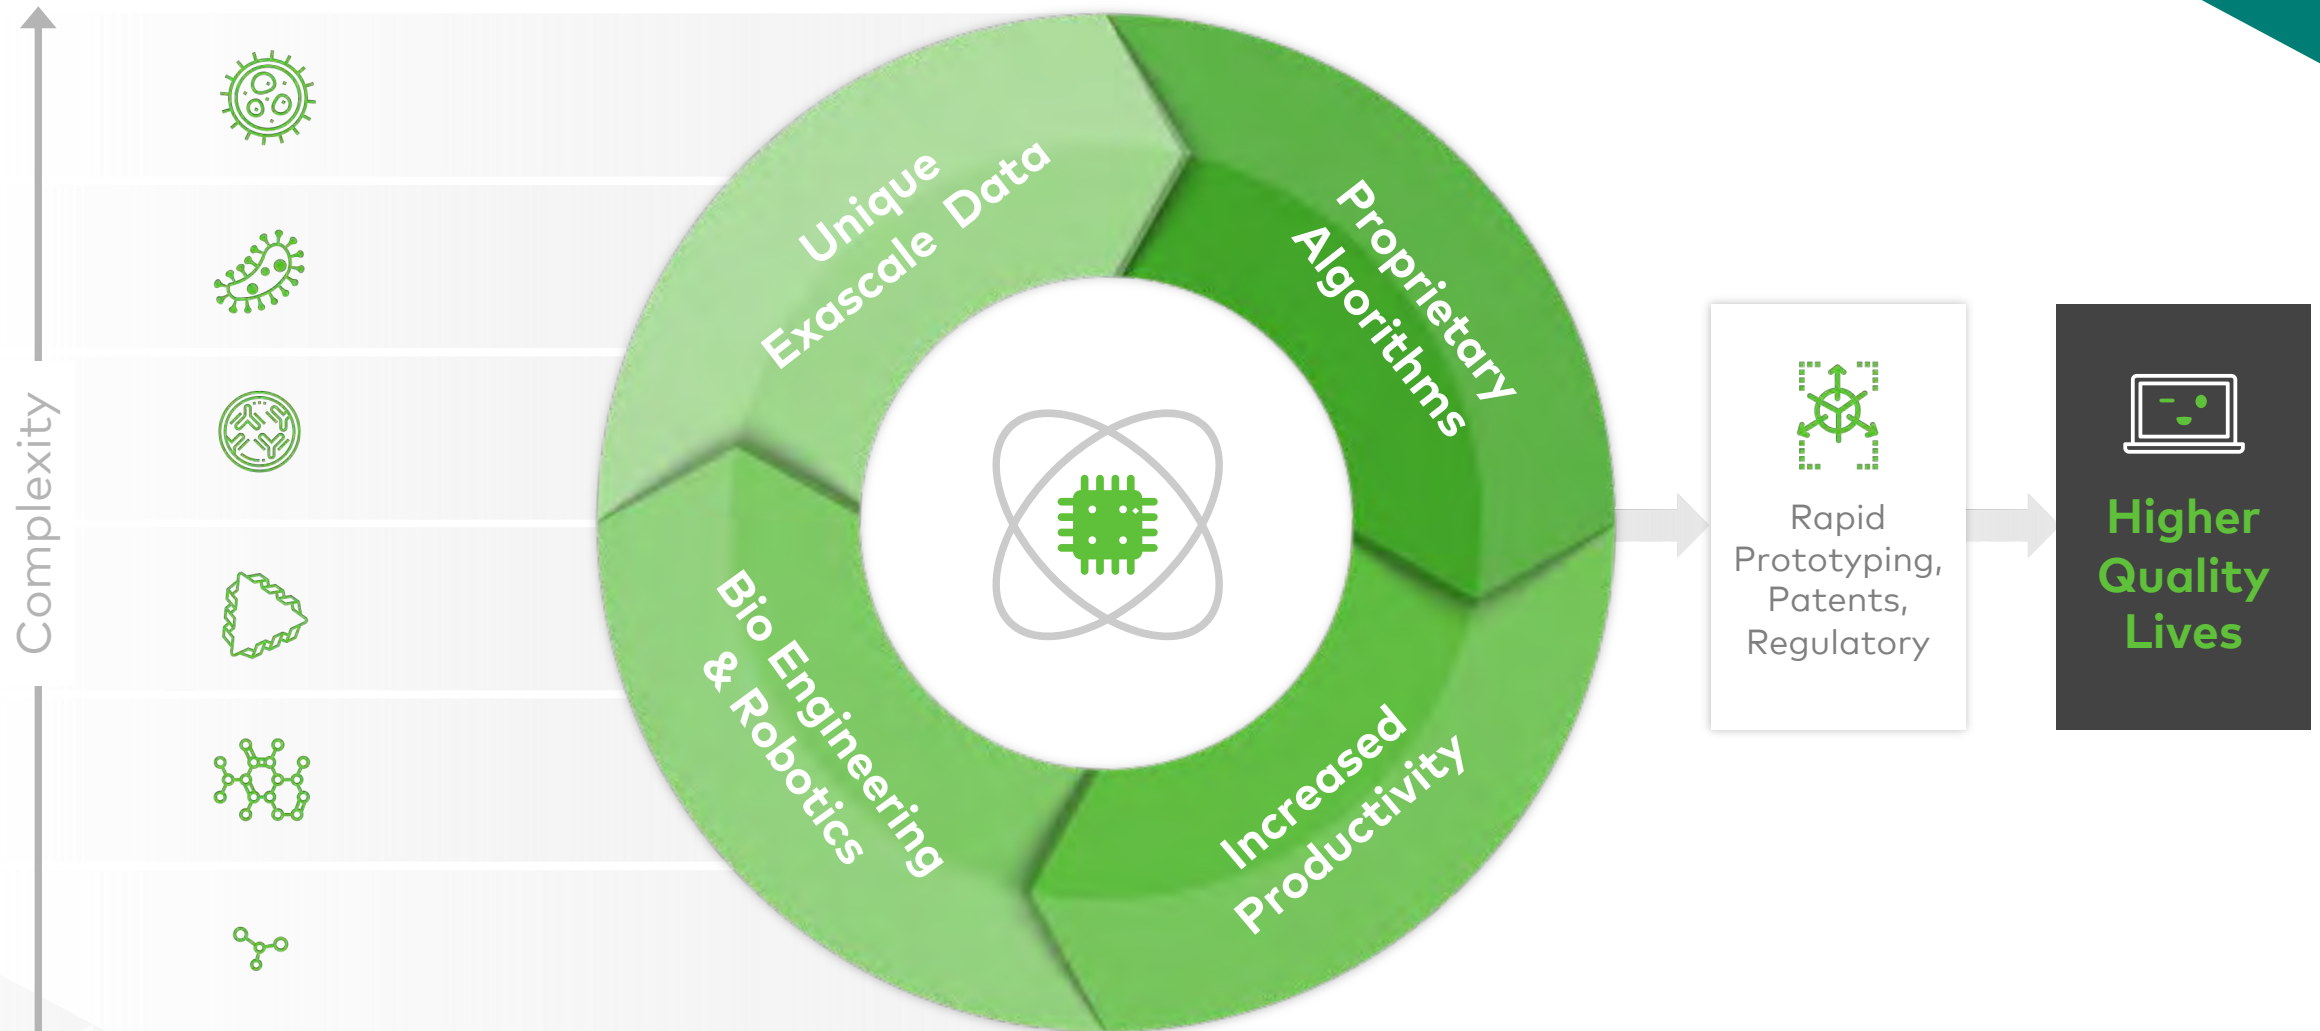 Complexity
Unique
Exascale Data
Proprietary
Algorithms
Bio Engineering
& Robotics
Increased
Productivity
Rapid
Prototyping,
Patents,
Regulatory
Higher
Quality
Lives